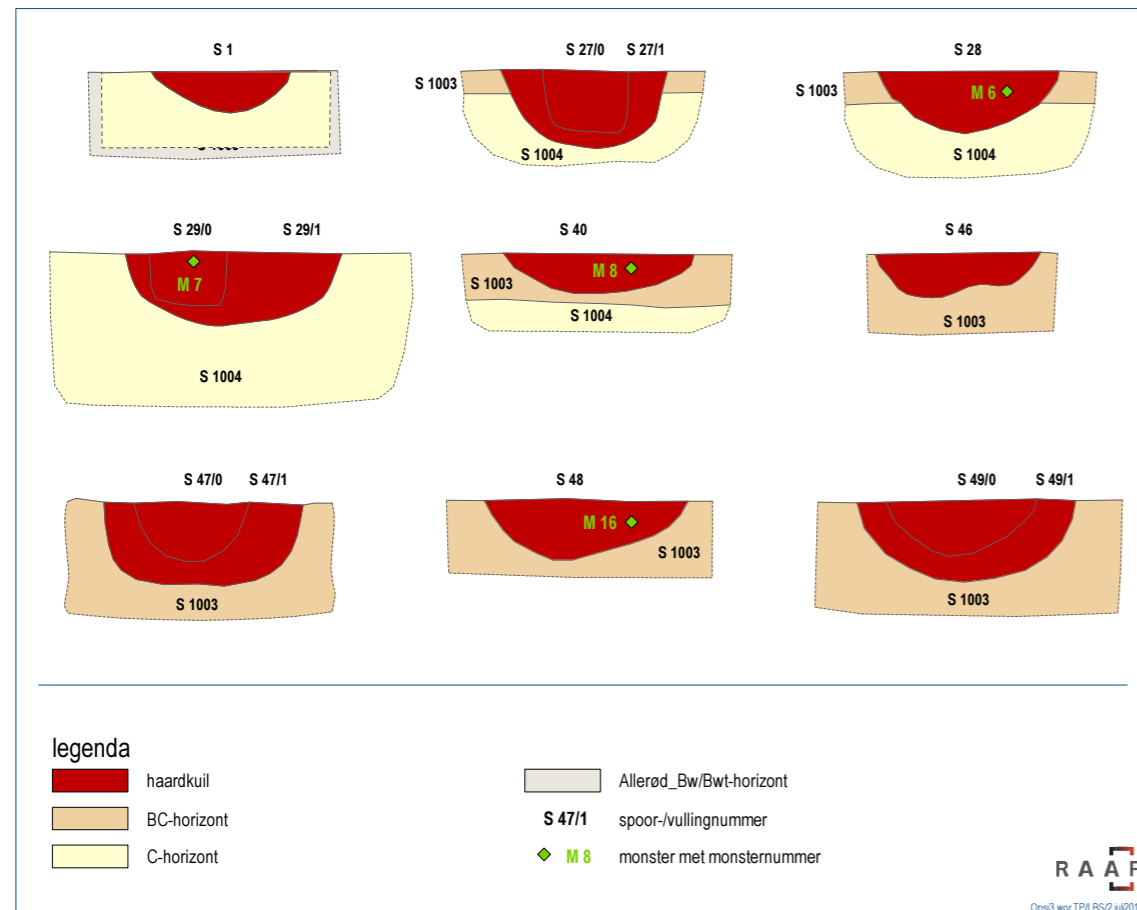 S 1
S 27/0 S 27/1
S 28
S 1003
S 1004
S 1003
M 6
S 1004
S 29/0 S 29/1
S 40
S 46
M 7
S 1004
S 1003
M 8
S 1004
S 1003
S 47/0 S 47/1
S 48
S 49/0 S 49/1
S 1003
M 16
S 1003
S 1003
legenda
haardkuil
BC-horizont
C-horizont
Allerød_Bw/Bwt-horizont
S 47/1 spoor-/vullingnummer
M 8 monster met monsternummer
RAAP